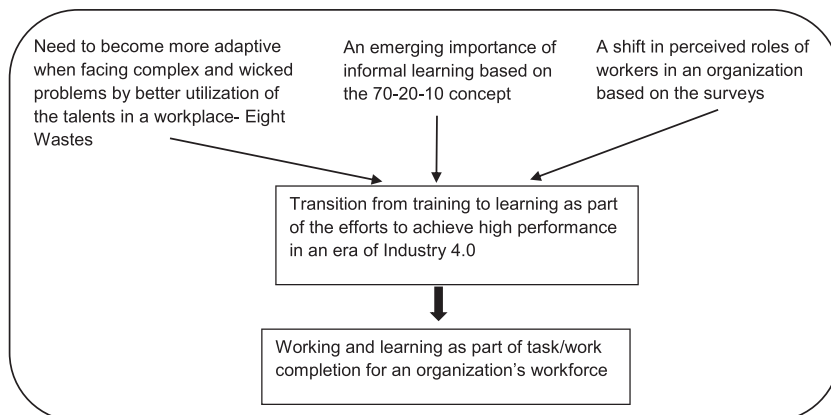 Need to become more adaptive
when facing complex and wicked
problems by better utilization of
the talents in a workplace- Eight
Wastes
An emerging importance of
informal learning based on
the 70-20-10 concept
A shift in perceived roles of
workers in an organization
based on the surveys
Transition from training to learning as part
of the efforts to achieve high performance
in an era of Industry 4.0
Working and learning as part of task/work
completion for an organization's workforce